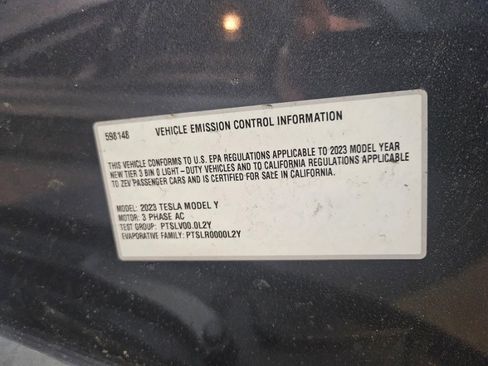 598148 VEHICLE EMISSION CONTROL INFORMATION
THIS VEHICLE CONFORMS TO U.S. EPA REGULATIONS APPLICABLE TO 2023 MODEL YEAR
NEW TIER 3 BIN 0 LIGHT-DUTY VEHICLES AND TO CALIFORNIA REGULATIONS APPLICABLE
TO ZEV PASSENGER CARS AND IS CERTIFIED FOR SALE IN CALIFORNIA.
MODEL: 2023 TESLA MODEL Y
MOTOR: 3 PHASE AC
TEST GROUP: PTSLV00.0L2Y
EVAPORATIVE FAMILY: PTSLR0000L2Y